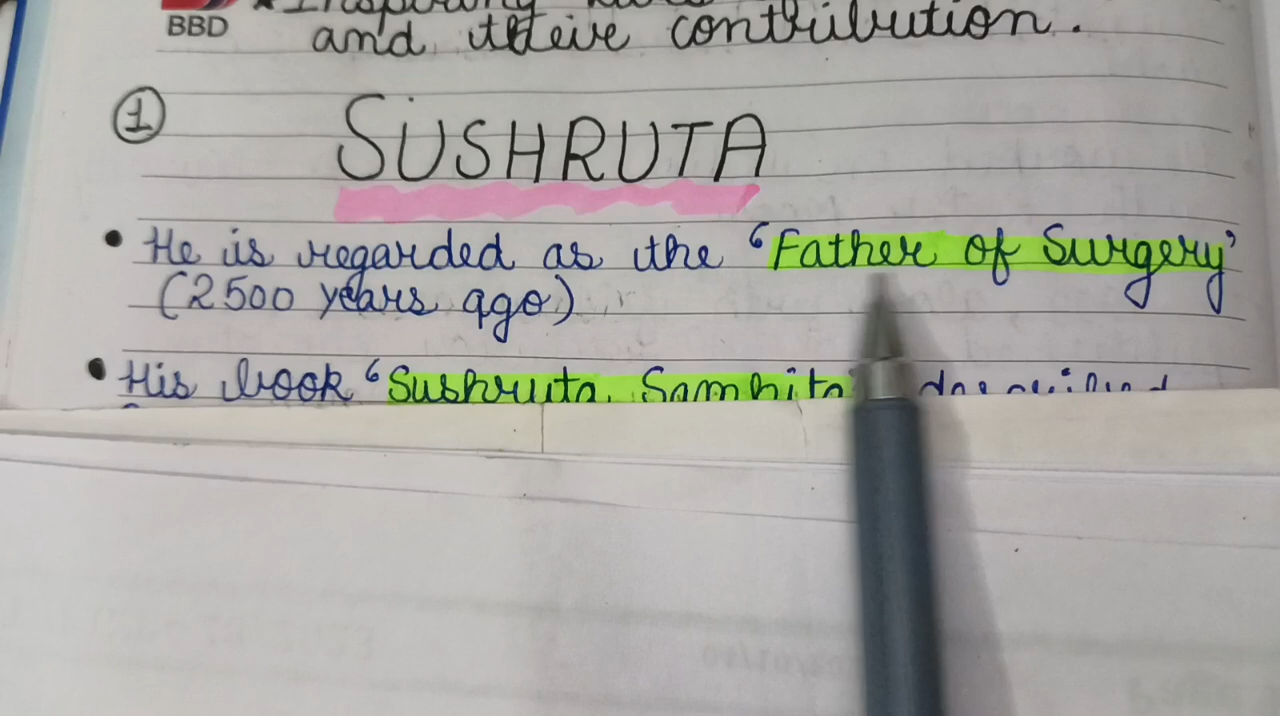 BBD
and their contribution.
1
SUSHRUTA
• He is regarded as the 'Father of Surgery'
(2500 years ago)
• His book 'Sushruta Samhita'